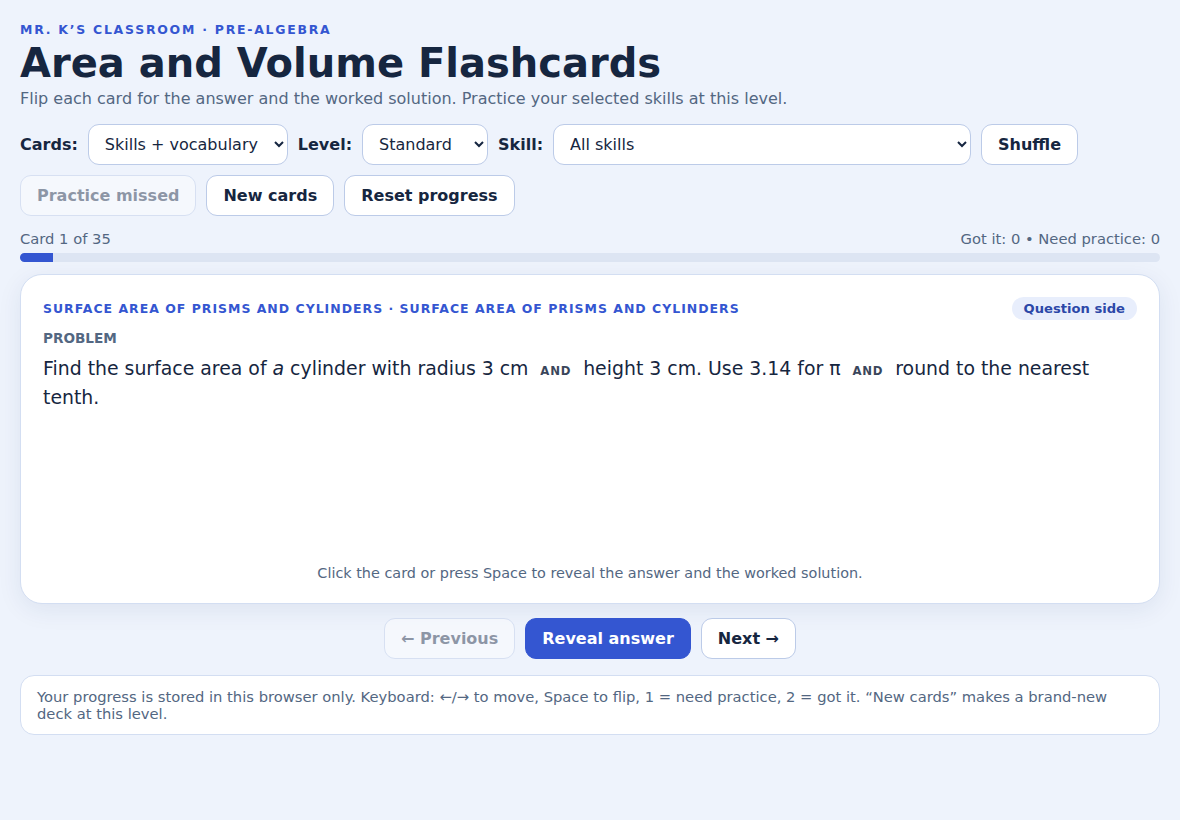 MR. K’S CLASSROOM · PRE-ALGEBRA
Area and Volume Flashcards
Flip each card for the answer and the worked solution. Practice your selected skills at this level.
Cards: Skills + vocabulary Level: Standard Skill: All skills Shuffle
Practice missed New cards Reset progress
Card 1 of 35 Got it: 0 • Need practice: 0
SURFACE AREA OF PRISMS AND CYLINDERS · SURFACE AREA OF PRISMS AND CYLINDERS Question side
PROBLEM
Find the surface area of a cylinder with radius 3 cm AND height 3 cm. Use 3.14 for π AND round to the nearest
tenth.
Click the card or press Space to reveal the answer and the worked solution.
← Previous Reveal answer Next →
Your progress is stored in this browser only. Keyboard: ←/→ to move, Space to flip, 1 = need practice, 2 = got it. “New cards” makes a brand-new
deck at this level.